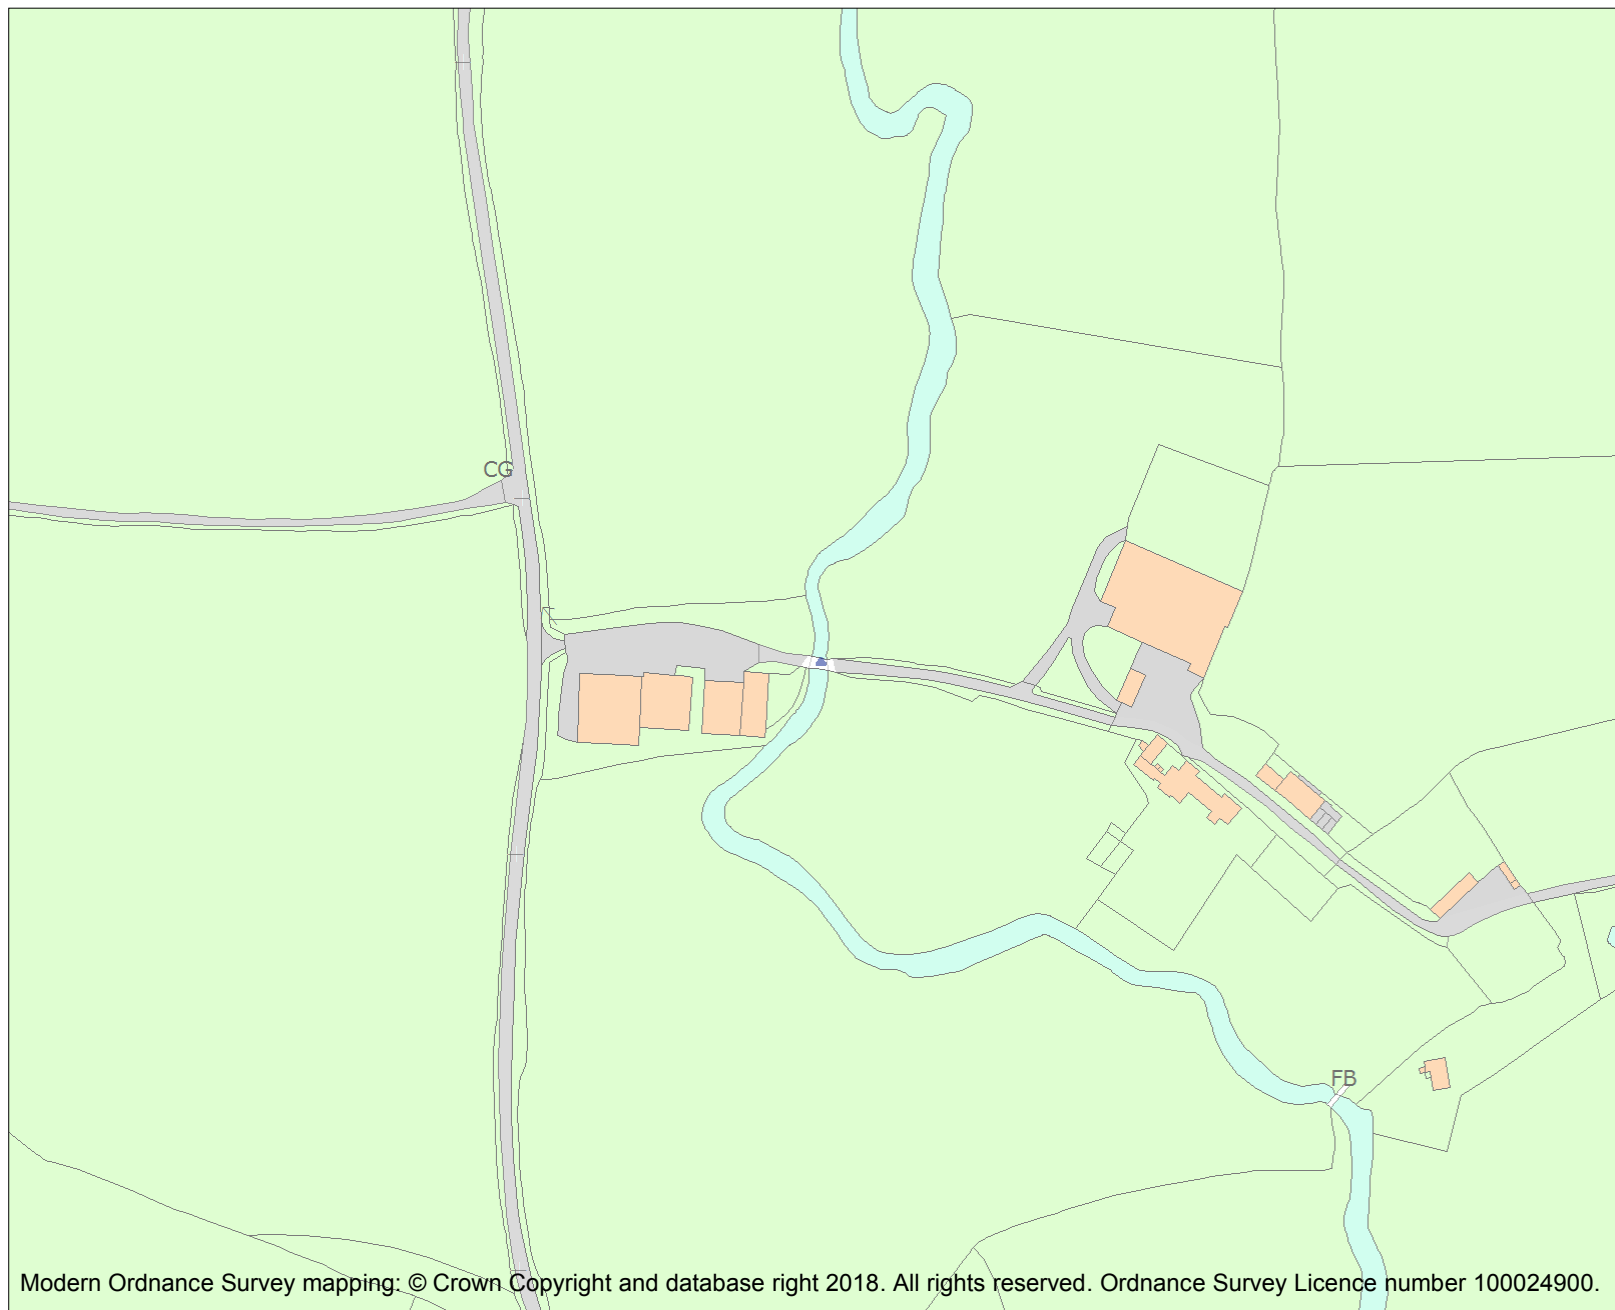 CG
FB
Modern Ordnance Survey mapping: © Crown Copyright and database right 2018. All rights reserved. Ordnance Survey Licence number 100024900.